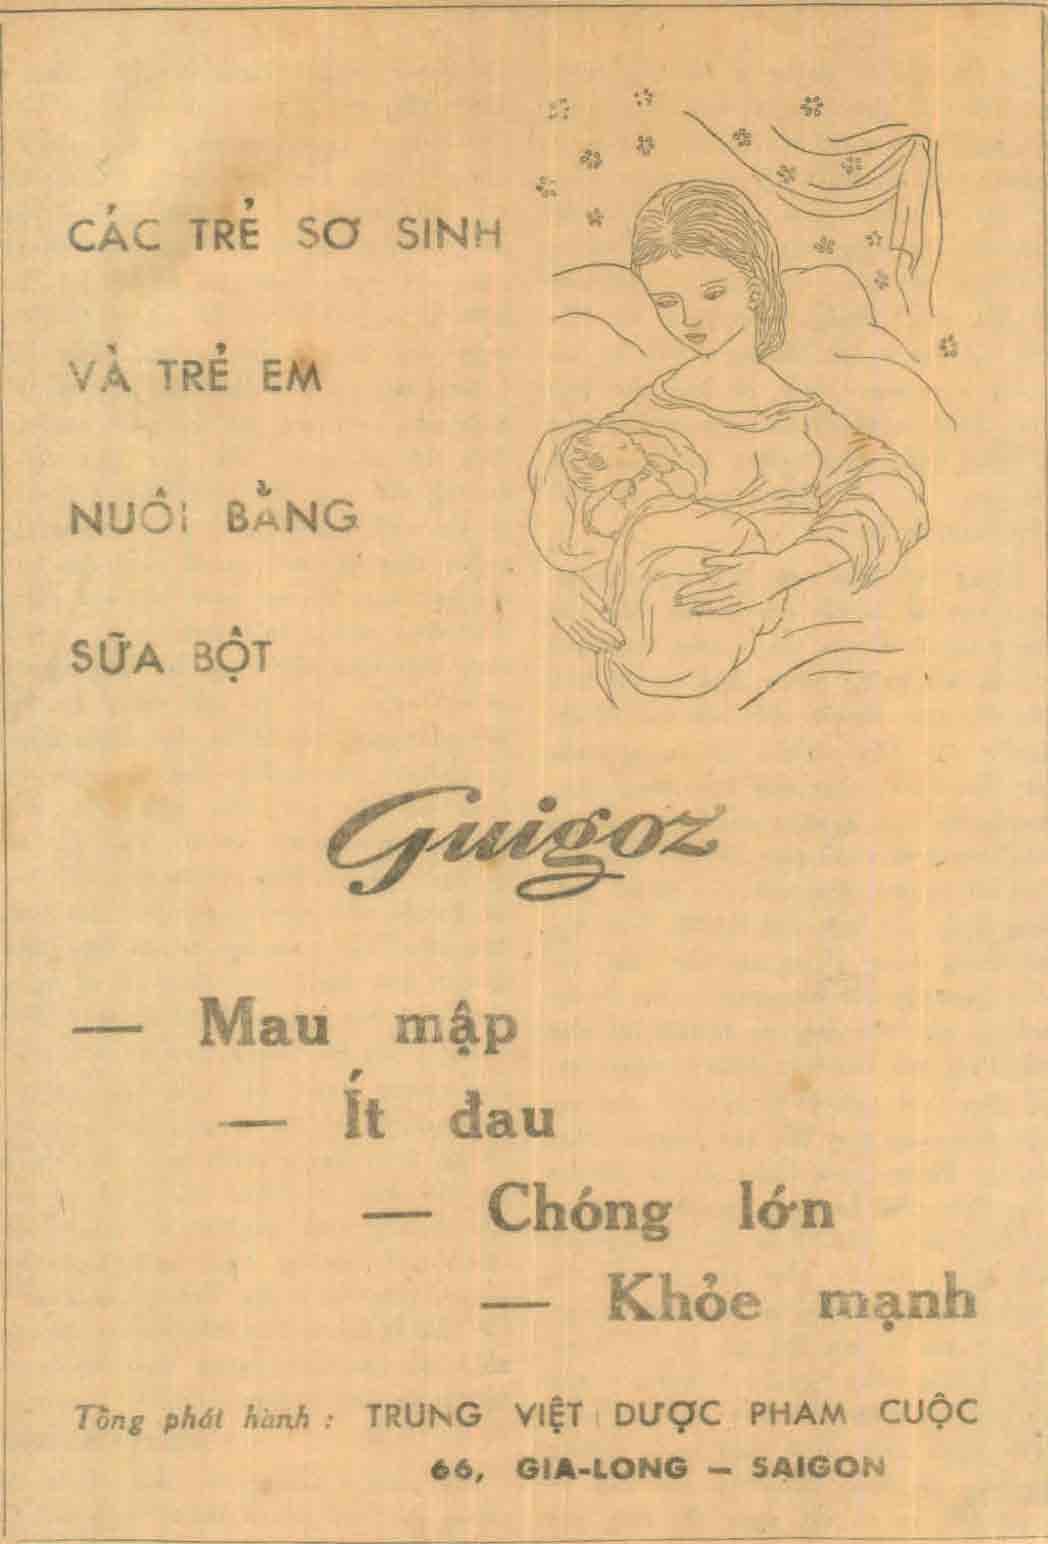 CÁC TRẺ SƠ SINH
VÀ TRẺ EM
NUÔI BẰNG
SỮA BỘT
Guigoz
— Mau mập
— Ít đau
— Chóng lớn
— Khỏe mạnh
Tổng phát hành : TRUNG VIỆT DƯỢC PHAM CUỘC
66, GIA-LONG — SAIGON